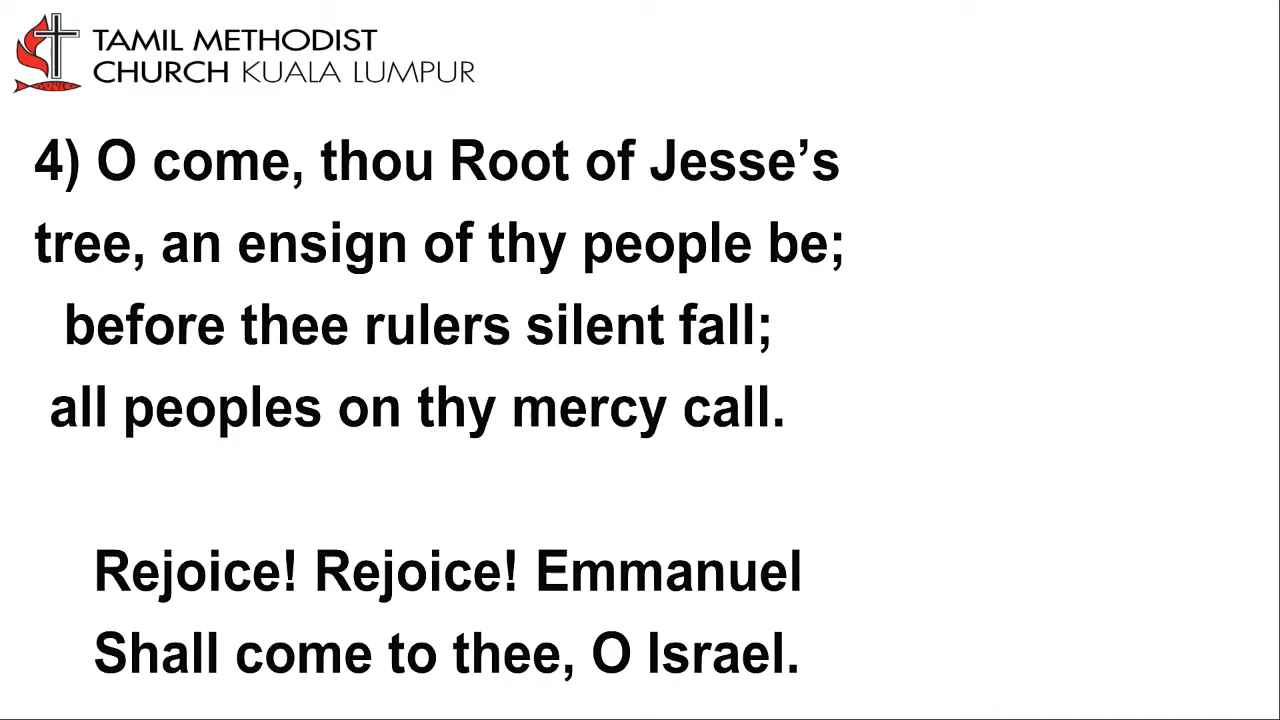 TAMIL METHODIST
CHURCH KUALA LUMPUR
4) O come, thou Root of Jesse’s
tree, an ensign of thy people be;
before thee rulers silent fall;
all peoples on thy mercy call.
Rejoice! Rejoice! Emmanuel
Shall come to thee, O Israel.